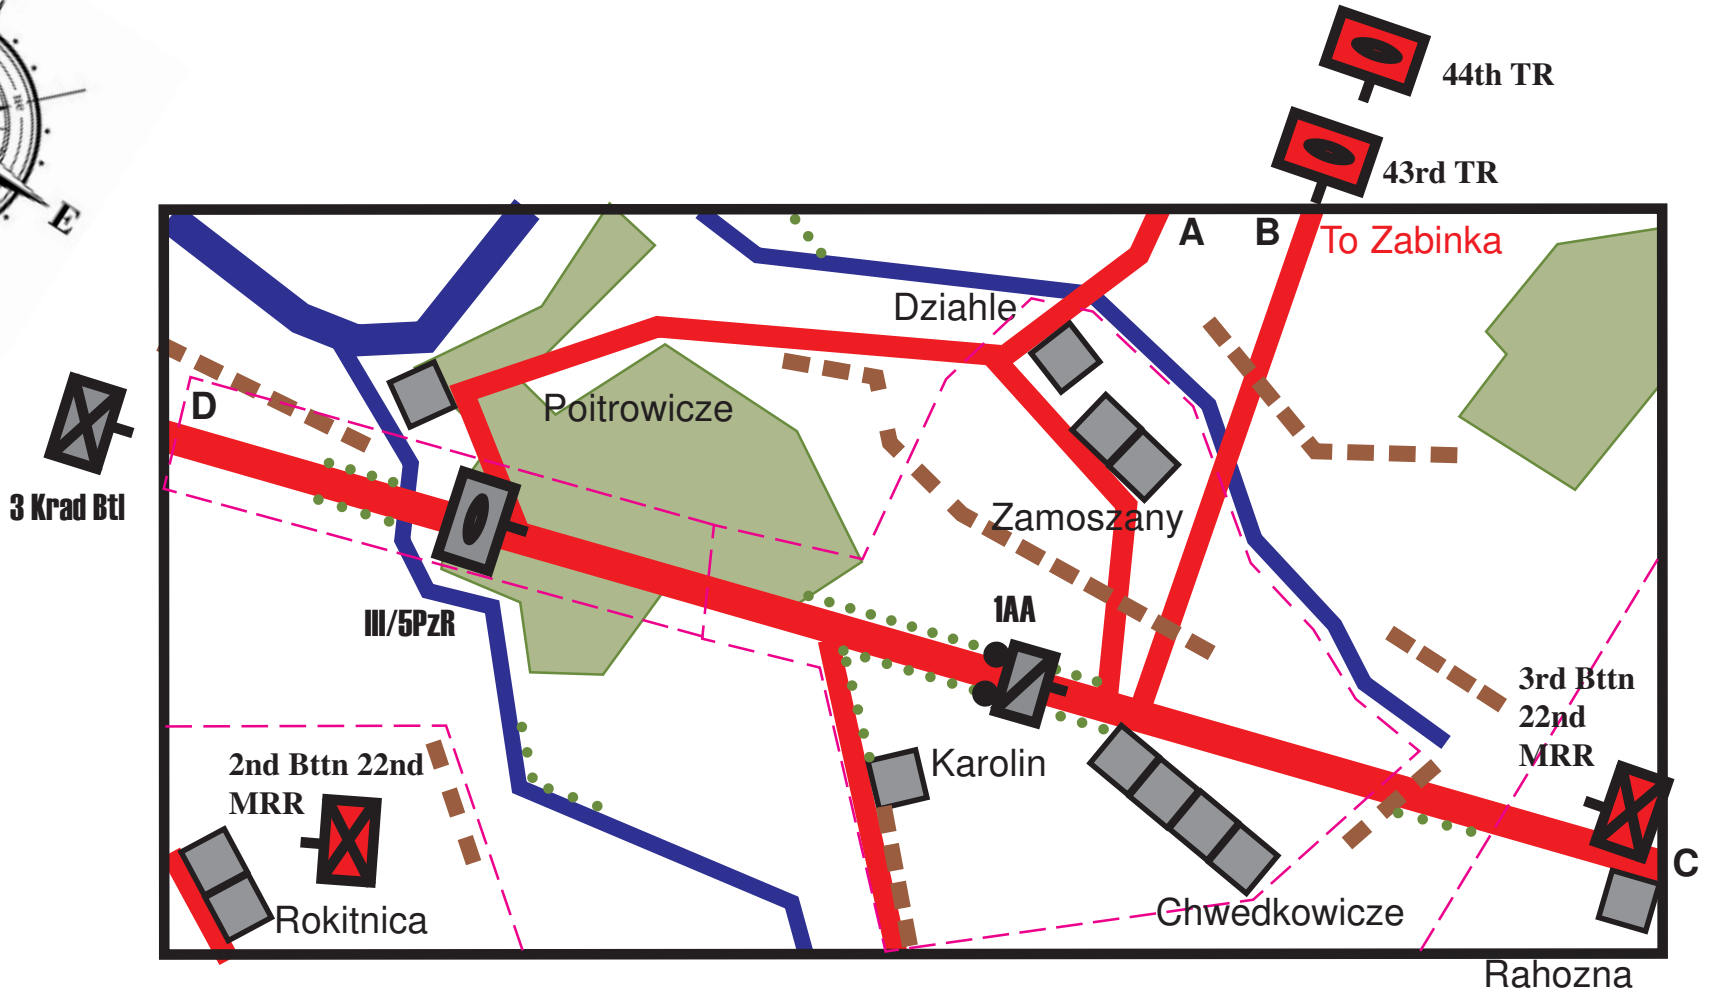 44th TR
43rd TR
E
A
B
To Zabinka
Dziahle
D
Poitrowicze
3 Krad Btl
Zamoszany
III/5PzR
1AA
3rd Bttn
22nd
MRR
Karolin
2nd Bttn 22nd
MRR
C
Rokitnica
Chwedkowicze
Rahozna